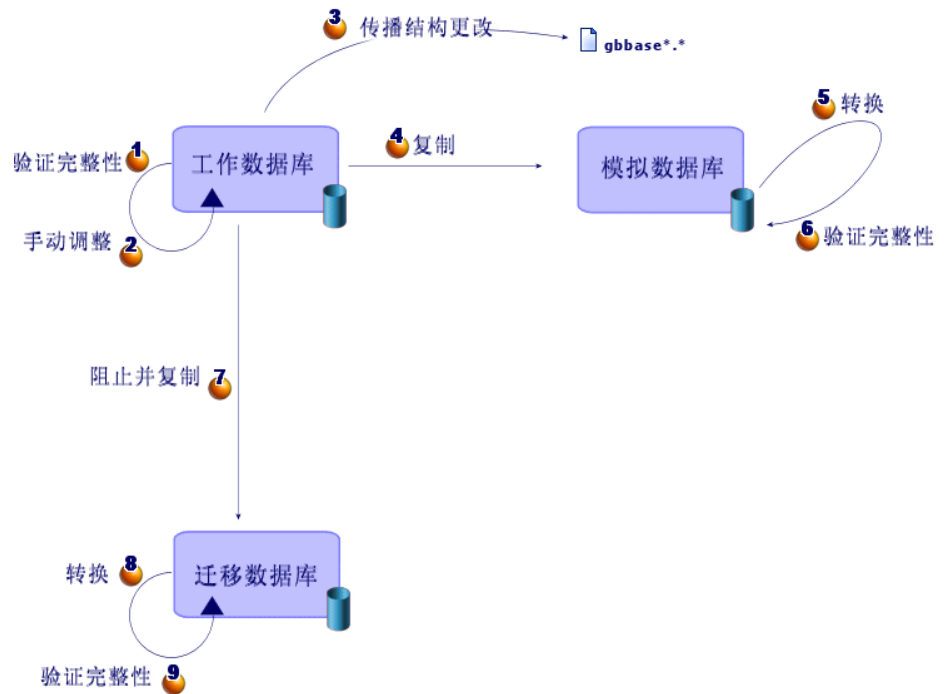 3 传播结构更改
gbbase*.*
5 转换
验证完整性 1
工作数据库
4 复制
模拟数据库
手动调整 2
6 验证完整性
阻止并复制 7
转换 8
迁移数据库
验证完整性 9